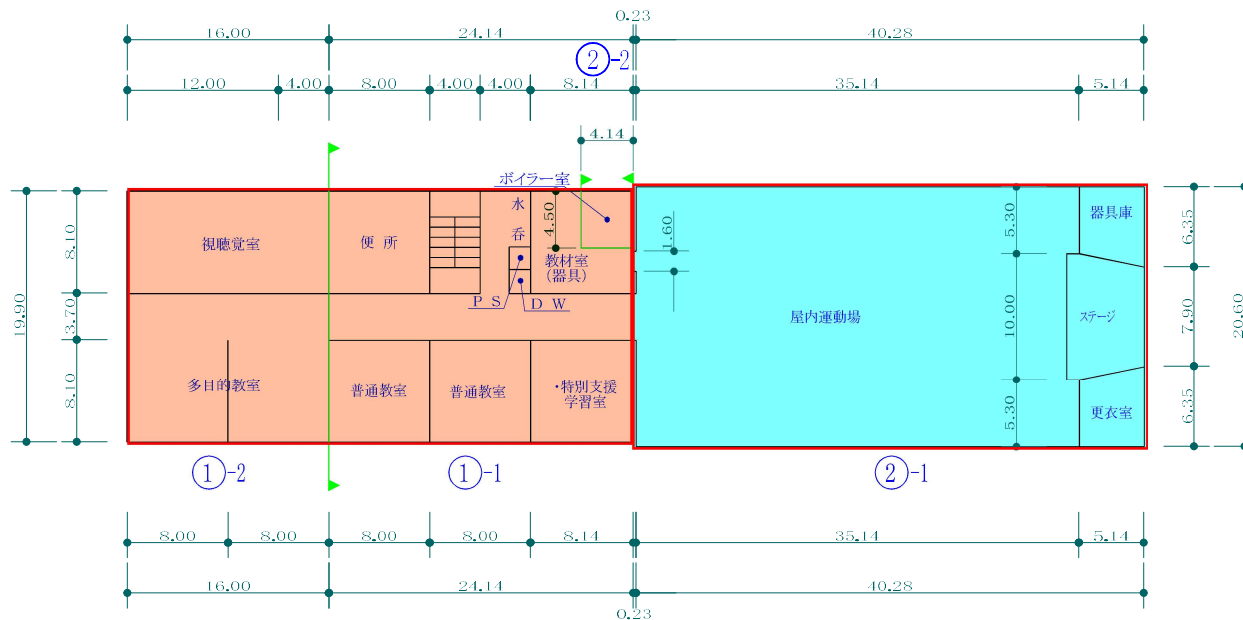 0.23
16.00 24.14 40.28
②-2
12.00 4.00 8.00 4.00 4.00 8.14 35.14 5.14
4.14
ボイラー室
水呑
4.50
1.60
5.30
器具庫
6.35
8.10
視聴覚室
便所
教材室
(器具)
ＰＳ
ＤＷ
19.90
3.70
屋内運動場
10.00
ステージ
7.90
20.60
8.10
多目的教室
普通教室
普通教室
・特別支援
学習室
5.30
更衣室
6.35
①-2
①-1
②-1
8.00 8.00 8.00 8.00 8.14 35.14 5.14
16.00 24.14 40.28
0.23